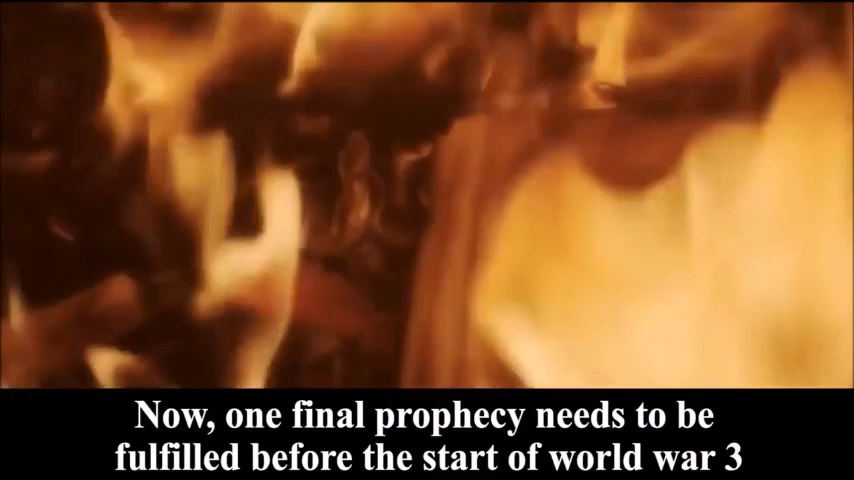 Now, one final prophecy needs to be
fulfilled before the start of world war 3